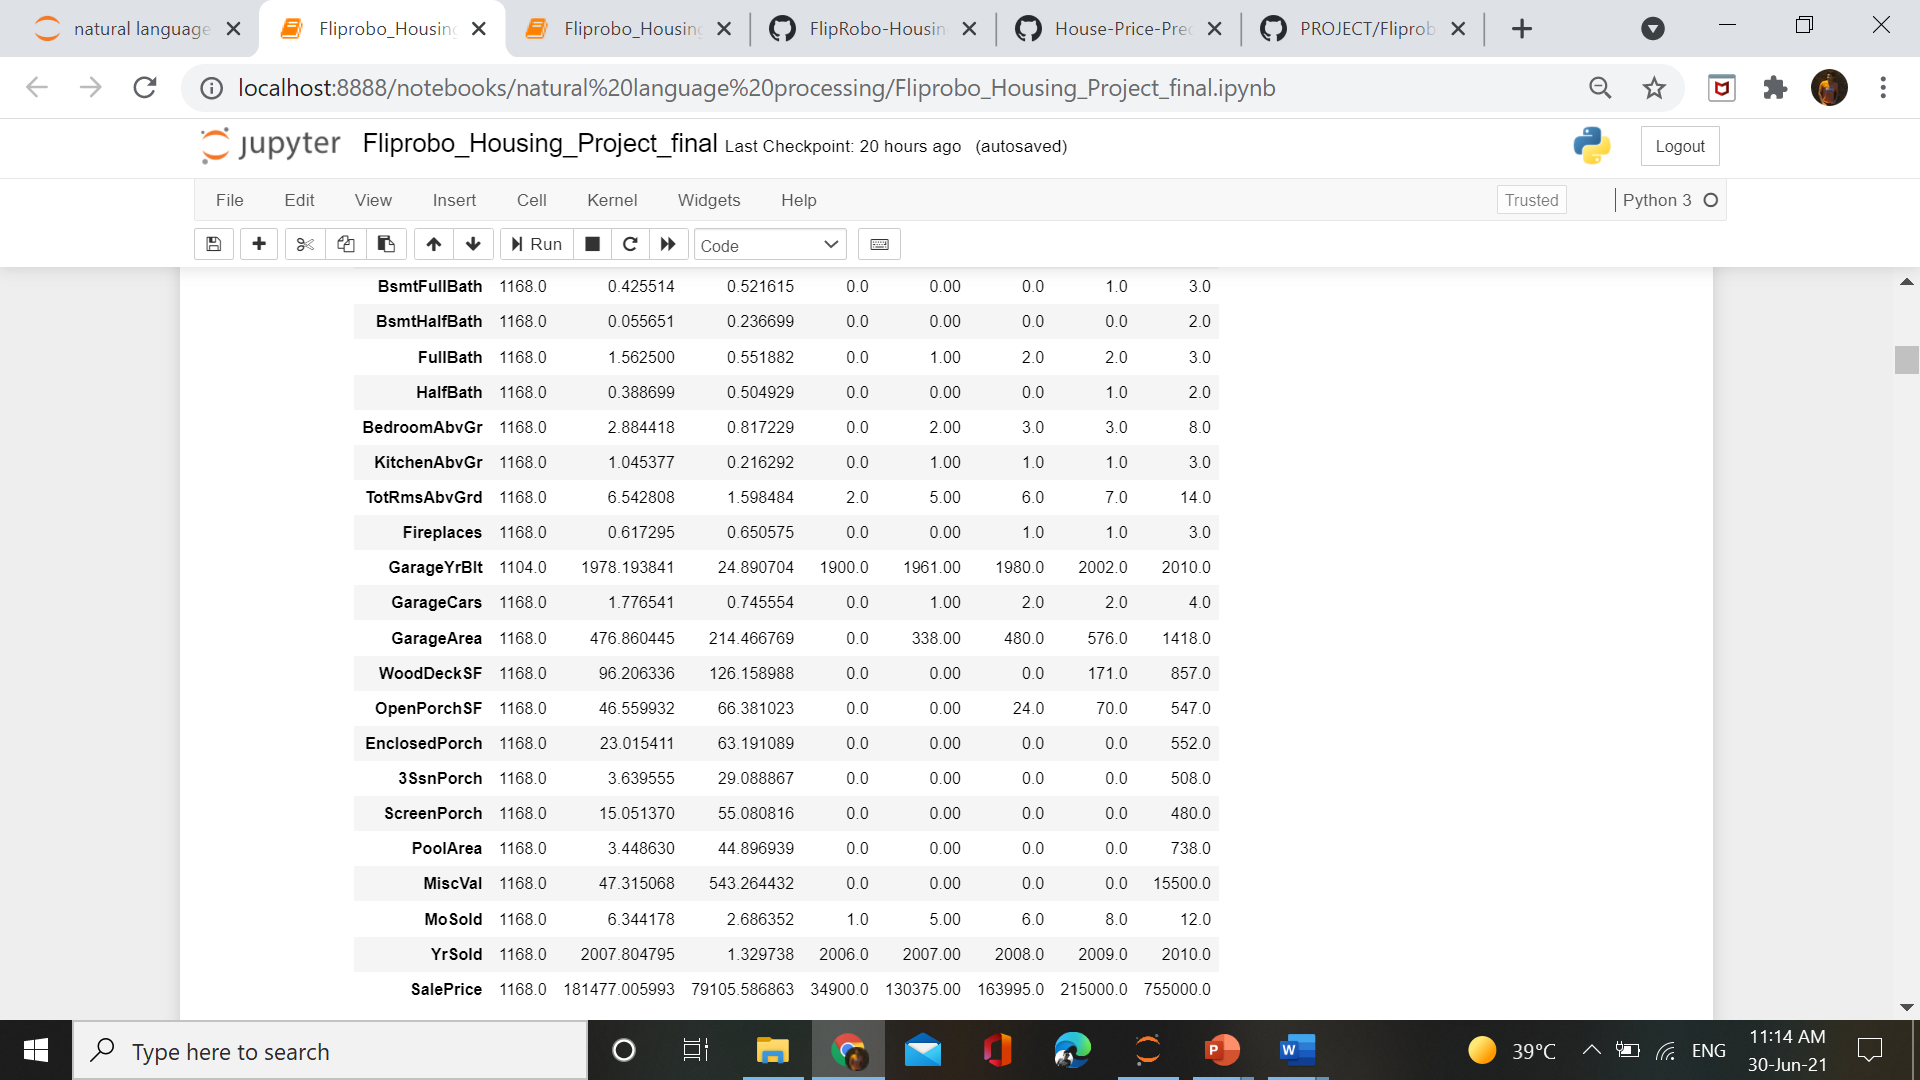 natural language
Fliprobo_Housing
Fliprobo_Housing
FlipRobo-Housin
House-Price-Pred
PROJECT/Fliprob
localhost:8888/notebooks/natural%20language%20processing/Fliprobo_Housing_Project_final.ipynb
jupyter Fliprobo_Housing_Project_final Last Checkpoint: 20 hours ago (autosaved)
Logout
File Edit View Insert Cell Kernel Widgets Help Trusted Python 3
Run Code
BsmtFullBath 1168.0 0.425514 0.521615 0.0 0.00 0.0 1.0 3.0
BsmtHalfBath 1168.0 0.055651 0.236699 0.0 0.00 0.0 0.0 2.0
FullBath 1168.0 1.562500 0.551882 0.0 1.00 2.0 2.0 3.0
HalfBath 1168.0 0.388699 0.504929 0.0 0.00 0.0 1.0 2.0
BedroomAbvGr 1168.0 2.884418 0.817229 0.0 2.00 3.0 3.0 8.0
KitchenAbvGr 1168.0 1.045377 0.216292 0.0 1.00 1.0 1.0 3.0
TotRmsAbvGrd 1168.0 6.542808 1.598484 2.0 5.00 6.0 7.0 14.0
Fireplaces 1168.0 0.617295 0.650575 0.0 0.00 1.0 1.0 3.0
GarageYrBlt 1104.0 1978.193841 24.890704 1900.0 1961.00 1980.0 2002.0 2010.0
GarageCars 1168.0 1.776541 0.745554 0.0 1.00 2.0 2.0 4.0
GarageArea 1168.0 476.860445 214.466769 0.0 338.00 480.0 576.0 1418.0
WoodDeckSF 1168.0 96.206336 126.158988 0.0 0.00 0.0 171.0 857.0
OpenPorchSF 1168.0 46.559932 66.381023 0.0 0.00 24.0 70.0 547.0
EnclosedPorch 1168.0 23.015411 63.191089 0.0 0.00 0.0 0.0 552.0
3SsnPorch 1168.0 3.639555 29.088867 0.0 0.00 0.0 0.0 508.0
ScreenPorch 1168.0 15.051370 55.080816 0.0 0.00 0.0 0.0 480.0
PoolArea 1168.0 3.448630 44.896939 0.0 0.00 0.0 0.0 738.0
MiscVal 1168.0 47.315068 543.264432 0.0 0.00 0.0 0.0 15500.0
MoSold 1168.0 6.344178 2.686352 1.0 5.00 6.0 8.0 12.0
YrSold 1168.0 2007.804795 1.329738 2006.0 2007.00 2008.0 2009.0 2010.0
SalePrice 1168.0 181477.005993 79105.586863 34900.0 130375.00 163995.0 215000.0 755000.0
Type here to search
P
W
39°C
ENG
11:14 AM
30-Jun-21